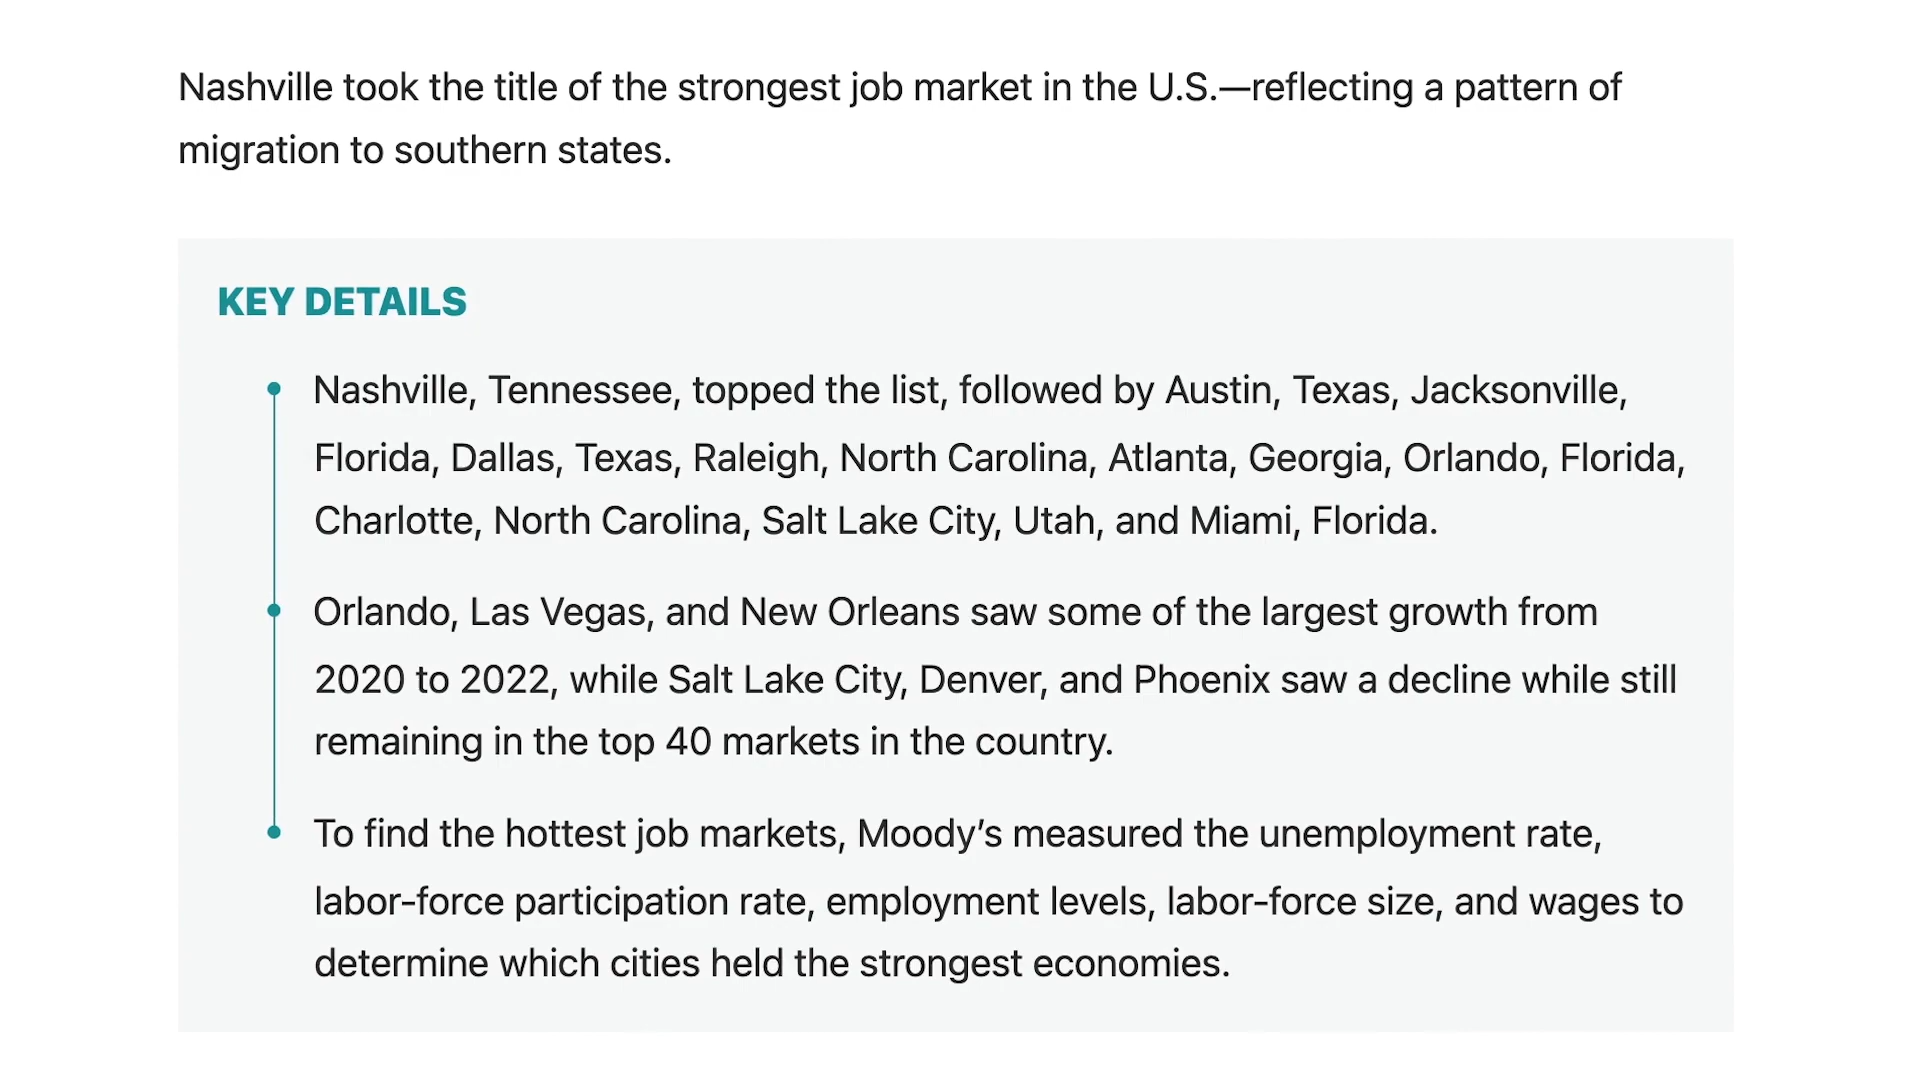 Nashville took the title of the strongest job market in the U.S.—reflecting a pattern of
migration to southern states.
KEY DETAILS
Nashville, Tennessee, topped the list, followed by Austin, Texas, Jacksonville,
Florida, Dallas, Texas, Raleigh, North Carolina, Atlanta, Georgia, Orlando, Florida,
Charlotte, North Carolina, Salt Lake City, Utah, and Miami, Florida.
Orlando, Las Vegas, and New Orleans saw some of the largest growth from
2020 to 2022, while Salt Lake City, Denver, and Phoenix saw a decline while still
remaining in the top 40 markets in the country.
To find the hottest job markets, Moody’s measured the unemployment rate,
labor-force participation rate, employment levels, labor-force size, and wages to
determine which cities held the strongest economies.